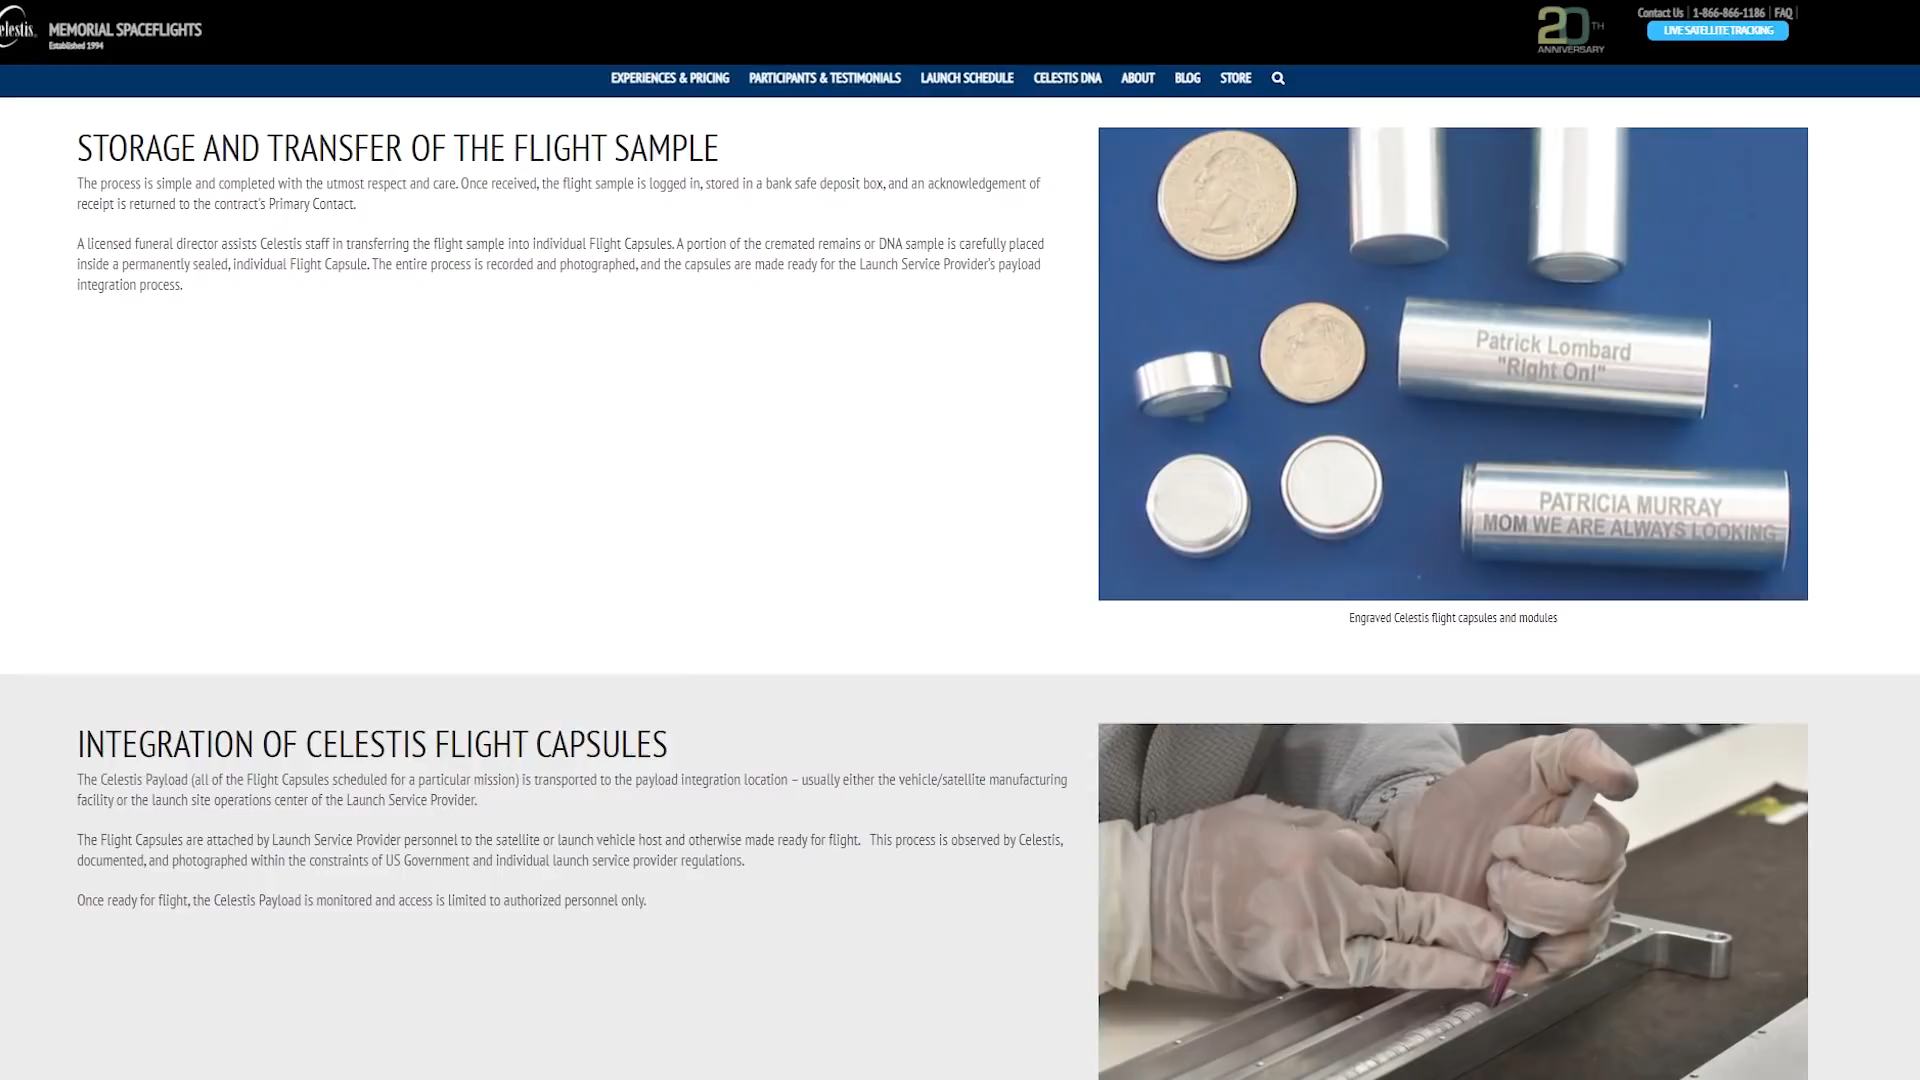 elestis
MEMORIAL SPACEFLIGHTS
Established 1994
20TH
ANNIVERSARY
Contact Us | 1-866-866-1186 | FAQ |
LIVE SATELLITE TRACKING
EXPERIENCES & PRICING PARTICIPANTS & TESTIMONIALS LAUNCH SCHEDULE CELESTIS DNA ABOUT BLOG STORE
STORAGE AND TRANSFER OF THE FLIGHT SAMPLE
The process is simple and completed with the utmost respect and care. Once received, the flight sample is logged in, stored in a bank safe deposit box, and an acknowledgement of
receipt is returned to the contract's Primary Contact.
A licensed funeral director assists Celestis staff in transferring the flight sample into individual Flight Capsules. A portion of the cremated remains or DNA sample is carefully placed
inside a permanently sealed, individual Flight Capsule. The entire process is recorded and photographed, and the capsules are made ready for the Launch Service Provider's payload
integration process.
Patrick Lombard
"Right On!"
PATRICIA MURRAY
MOM WE ARE ALWAYS LOOKING
Engraved Celestis flight capsules and modules
INTEGRATION OF CELESTIS FLIGHT CAPSULES
The Celestis Payload (all of the Flight Capsules scheduled for a particular mission) is transported to the payload integration location – usually either the vehicle/satellite manufacturing
facility or the launch site operations center of the Launch Service Provider.
The Flight Capsules are attached by Launch Service Provider personnel to the satellite or launch vehicle host and otherwise made ready for flight. This process is observed by Celestis,
documented, and photographed within the constraints of US Government and individual launch service provider regulations.
Once ready for flight, the Celestis Payload is monitored and access is limited to authorized personnel only.